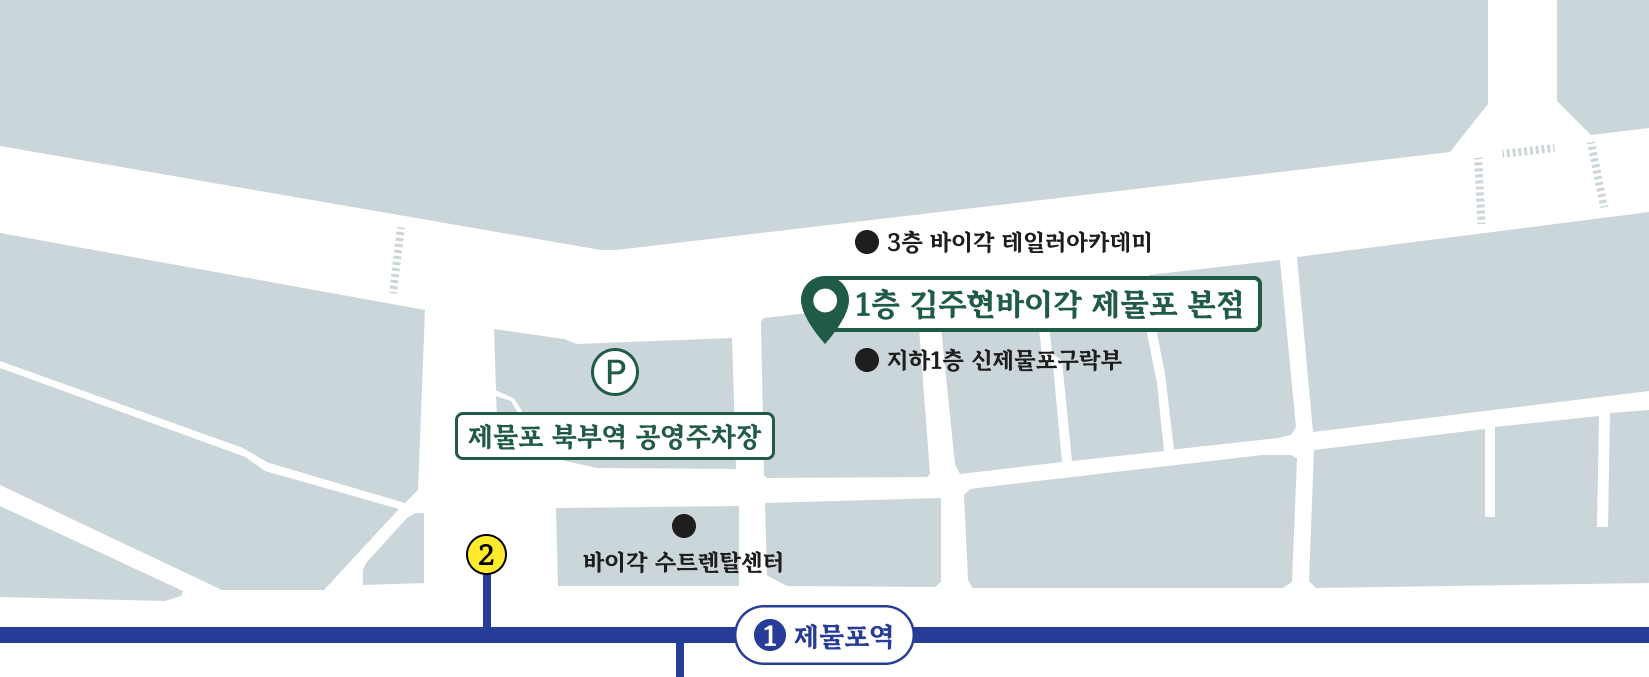 3층 바이각 테일러아카데미
1층 김주현바이각 제물포 본점
지하1층 신제물포구락부
P
제물포 북부역 공영주차장
2
바이각 수트렌탈센터
1 제물포역